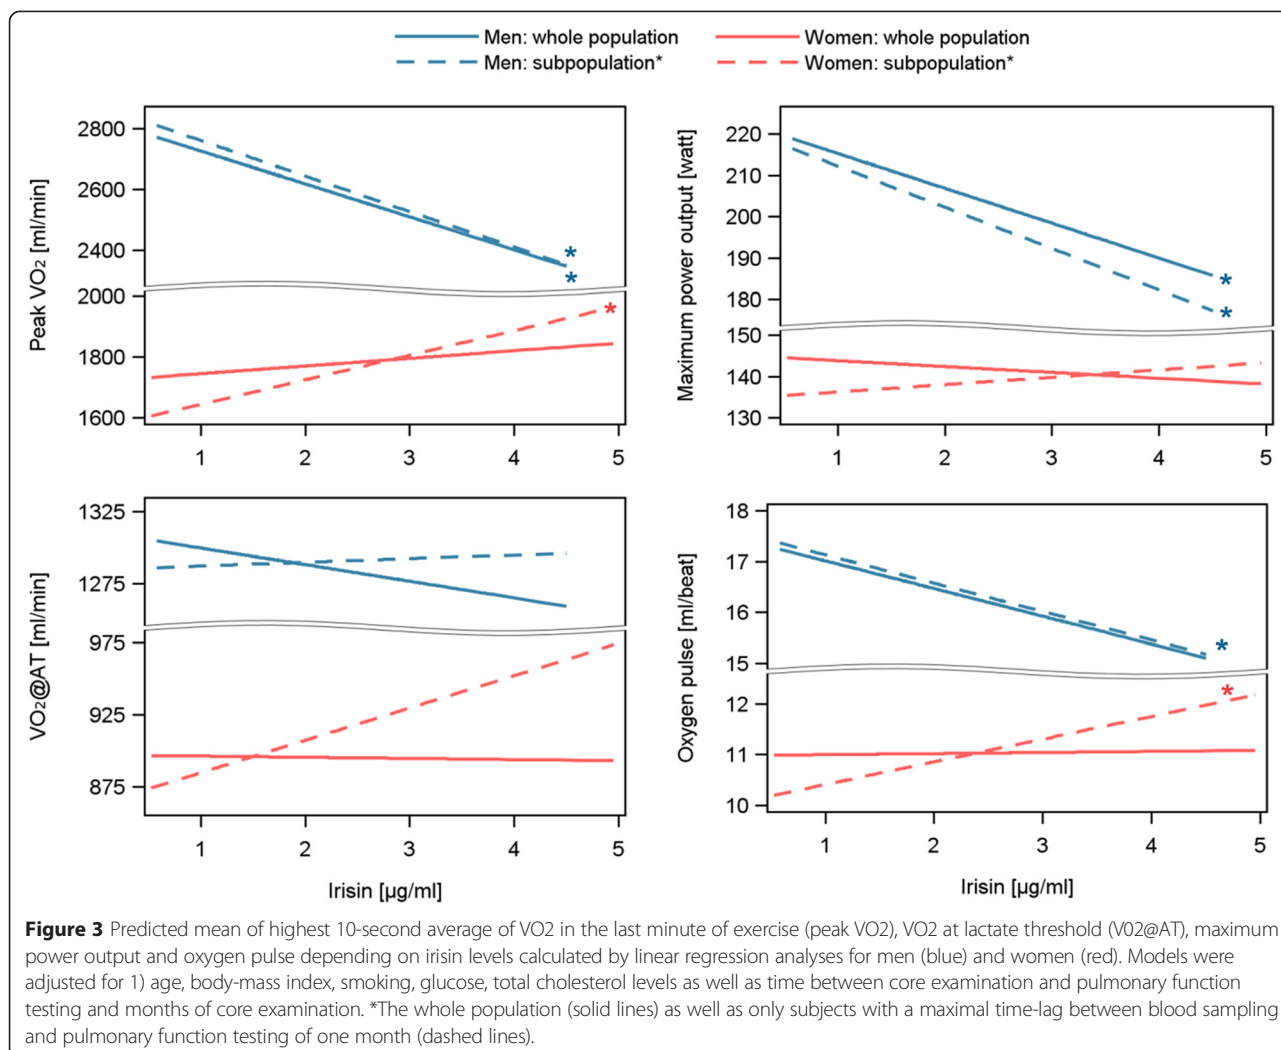 Men: whole population
Women: whole population
Men: subpopulation*
Women: subpopulation*
Peak VO2 [ml/min]
2800
2600
2400
2000
1800
1600
*
*
*
1 2 3 4 5
Maximum power output [watt]
220
210
200
190
180
150
140
130
*
*
1 2 3 4 5
VO2@AT [ml/min]
1325
1275
975
925
875
1 2 3 4 5
Irisin [µg/ml]
Oxygen pulse [ml/beat]
18
17
16
15
12
11
10
*
*
1 2 3 4 5
Irisin [µg/ml]
Figure 3 Predicted mean of highest 10-second average of VO2 in the last minute of exercise (peak VO2), VO2 at lactate threshold (V02@AT), maximum
power output and oxygen pulse depending on irisin levels calculated by linear regression analyses for men (blue) and women (red). Models were
adjusted for 1) age, body-mass index, smoking, glucose, total cholesterol levels as well as time between core examination and pulmonary function
testing and months of core examination. *The whole population (solid lines) as well as only subjects with a maximal time-lag between blood sampling
and pulmonary function testing of one month (dashed lines).